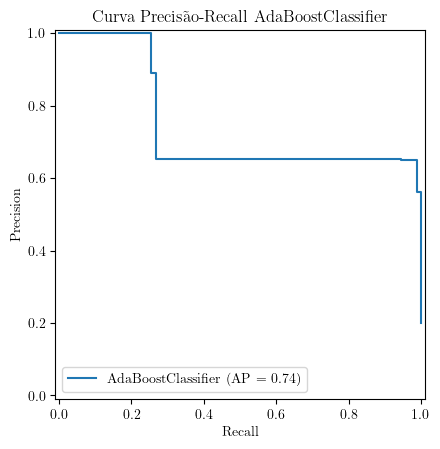 Curva Precisão-Recall AdaBoostClassifier
1.0
0.8
0.6
0.4
0.2
0.0
Precision
AdaBoostClassifier (AP = 0.74)
0.0 0.2 0.4 0.6 0.8 1.0
Recall